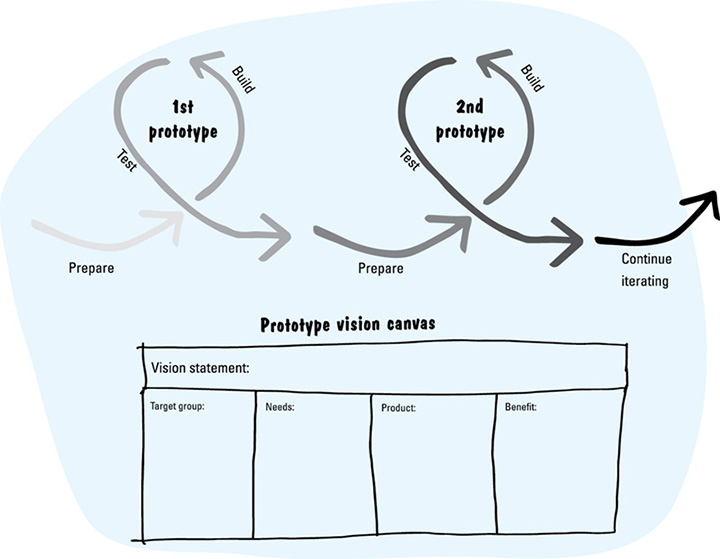 Build
1st
prototype
Test
Prepare
Build
2nd
prototype
Test
Prepare
Continue
iterating
Prototype vision canvas
Vision statement:
Target group:
Needs:
Product:
Benefit: